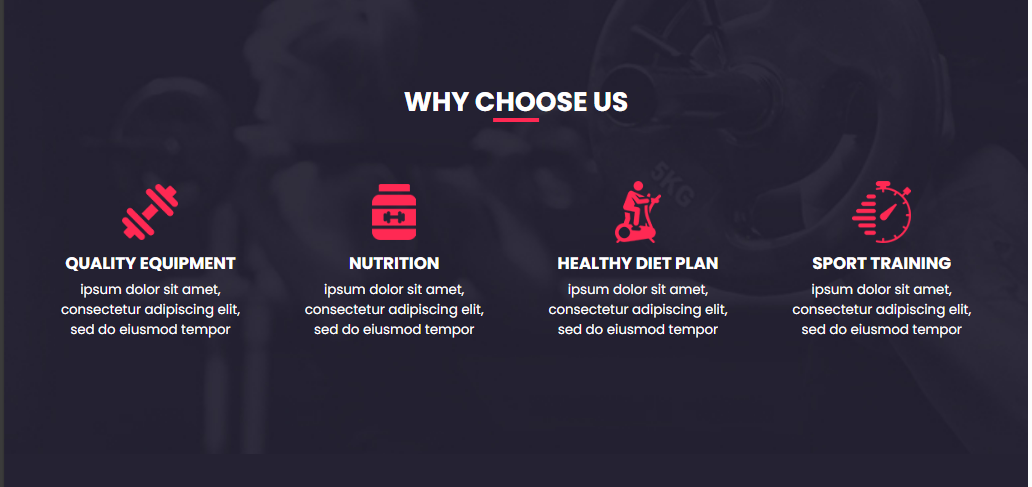 WHY CHOOSE US
5KG
QUALITY EQUIPMENT
ipsum dolor sit amet,
consectetur adipiscing elit,
sed do eiusmod tempor
NUTRITION
ipsum dolor sit amet,
consectetur adipiscing elit,
sed do eiusmod tempor
HEALTHY DIET PLAN
ipsum dolor sit amet,
consectetur adipiscing elit,
sed do eiusmod tempor
SPORT TRAINING
ipsum dolor sit amet,
consectetur adipiscing elit,
sed do eiusmod tempor